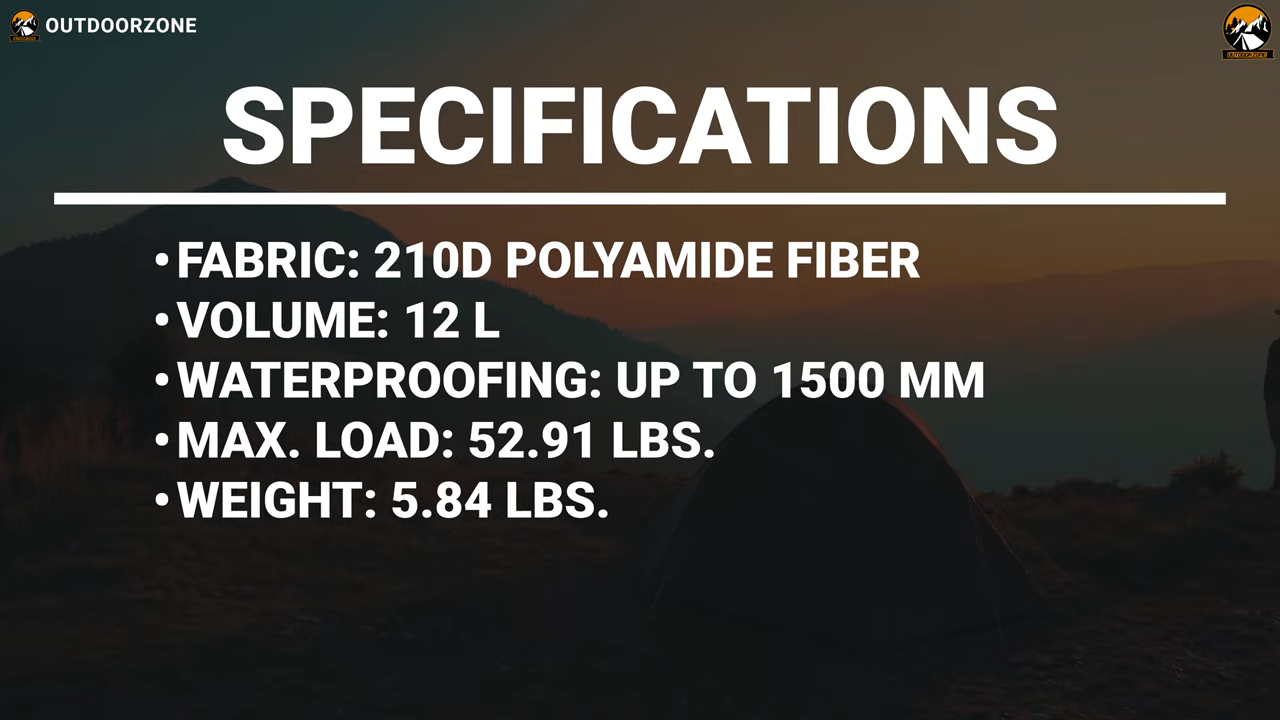 OUTDOORZONE
SPECIFICATIONS
• FABRIC: 210D POLYAMIDE FIBER
• VOLUME: 12 L
• WATERPROOFING: UP TO 1500 MM
• MAX. LOAD: 52.91 LBS.
• WEIGHT: 5.84 LBS.
OUTDOORZONE